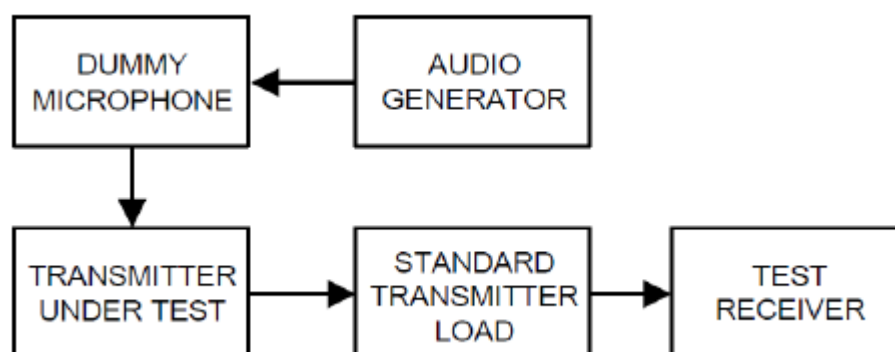 DUMMY
MICROPHONE
AUDIO
GENERATOR
TRANSMITTER
UNDER TEST
STANDARD
TRANSMITTER
LOAD
TEST
RECEIVER